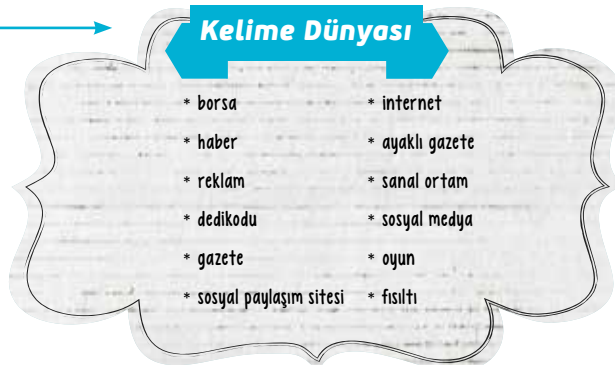 Kelime Dünyası
* borsa
* haber
* reklam
* dedikodu
* gazete
* sosyal paylaşım sitesi
* internet
* ayaklı gazete
* sanal ortam
* sosyal medya
* oyun
* fısıltı